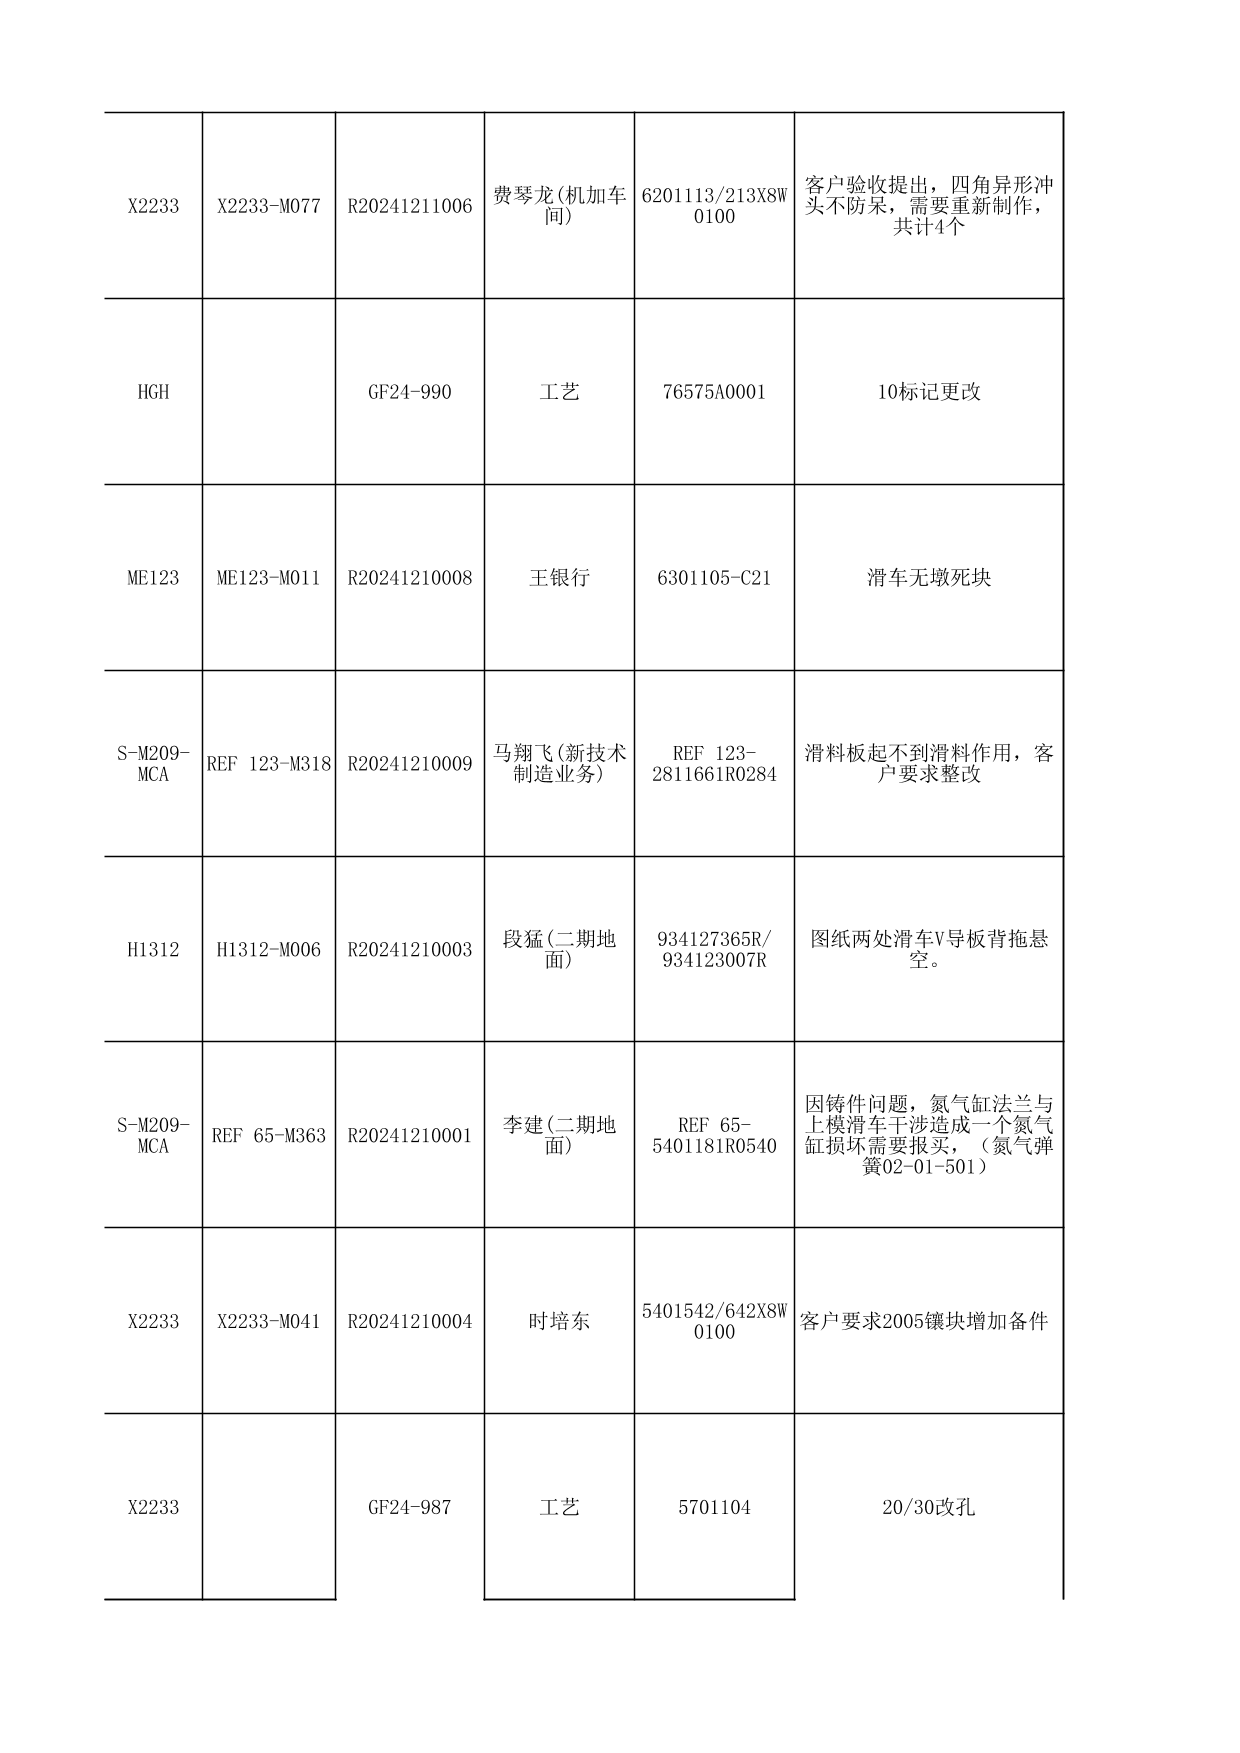 X2233
X2233-M077
R20241211006
费琴龙(机加车
间)
6201113/213X8W
0100
客户验收提出，四角异形冲
头不防呆，需要重新制作，
共计4个
HGH
GF24-990
工艺
76575A0001
10标记更改
ME123
ME123-M011
R20241210008
王银行
6301105-C21
滑车无墩死块
S-M209-
MCA
REF 123-M318
R20241210009
马翔飞(新技术
制造业务)
REF 123-
2811661R0284
滑料板起不到滑料作用，客
户要求整改
H1312
H1312-M006
R20241210003
段猛(二期地
面)
934127365R/
934123007R
图纸两处滑车V导板背拖悬
空。
S-M209-
MCA
REF 65-M363
R20241210001
李建(二期地
面)
REF 65-
5401181R0540
因铸件问题，氮气缸法兰与
上模滑车干涉造成一个氮气
缸损坏需要报买，（氮气弹
簧02-01-501）
X2233
X2233-M041
R20241210004
时培东
5401542/642X8W
0100
客户要求2005镶块增加备件
X2233
GF24-987
工艺
5701104
20/30改孔